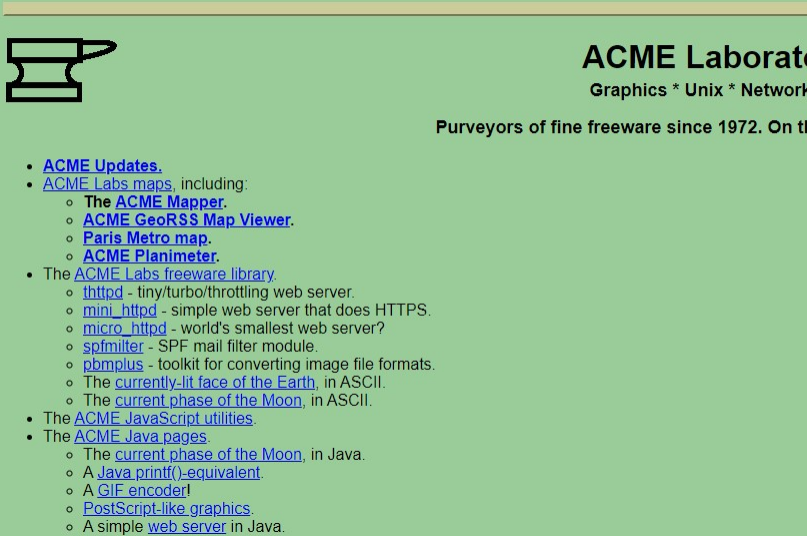 ACME Laborat
Graphics * Unix * Network
Purveyors of fine freeware since 1972. On t
ACME Updates.
ACME Labs maps, including:
The ACME Mapper.
ACME GeoRSS Map Viewer.
Paris Metro map.
ACME Planimeter.
The ACME Labs freeware library.
thttpd - tiny/turbo/throttling web server.
mini_httpd - simple web server that does HTTPS.
micro_httpd - world's smallest web server?
spfmilter - SPF mail filter module.
pbmplus - toolkit for converting image file formats.
The currently-lit face of the Earth, in ASCII.
The current phase of the Moon, in ASCII.
The ACME JavaScript utilities.
The ACME Java pages.
The current phase of the Moon, in Java.
A Java printf()-equivalent.
A GIF encoder!
PostScript-like graphics.
A simple web server in Java.